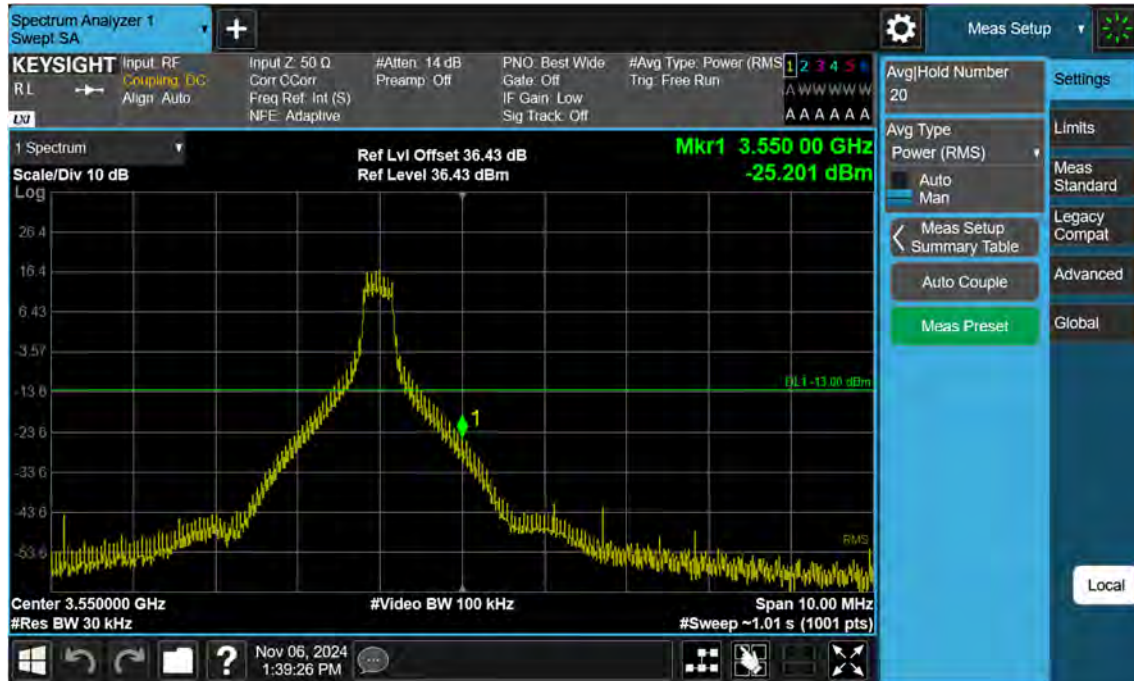 Spectrum Analyzer 1
Swept SA
Meas Setup
KEYSIGHT
RL
LXI
Input: RF
Coupling: DC
Align: Auto
Input Z: 50 Ω
Corr CCorr
Freq Ref: Int (S)
NFE: Adaptive
#Atten: 14 dB
Preamp: Off
PNO: Best Wide
Gate: Off
IF Gain: Low
Sig Track: Off
#Avg Type: Power (RMS
Trig: Free Run
1 2 3 4 5 6
A W W W W W
A A A A A A
1 Spectrum
Scale/Div 10 dB
Ref Lvl Offset 36.43 dB
Ref Level 36.43 dBm
Mkr1 3.550 00 GHz
-25.201 dBm
Log
26.4
16.4
6.43
-3.57
-13.6
-23.6
-33.6
-43.6
-53.6
DL1 -13.00 dBm
1
RMS
Center 3.550000 GHz
#Res BW 30 kHz
#Video BW 100 kHz
Span 10.00 MHz
#Sweep ~1.01 s (1001 pts)
Nov 06, 2024
1:39:26 PM
Avg|Hold Number
20
Avg Type
Power (RMS)
Auto
Man
Meas Setup
Summary Table
Auto Couple
Meas Preset
Settings
Limits
Meas
Standard
Legacy
Compat
Advanced
Global
Local